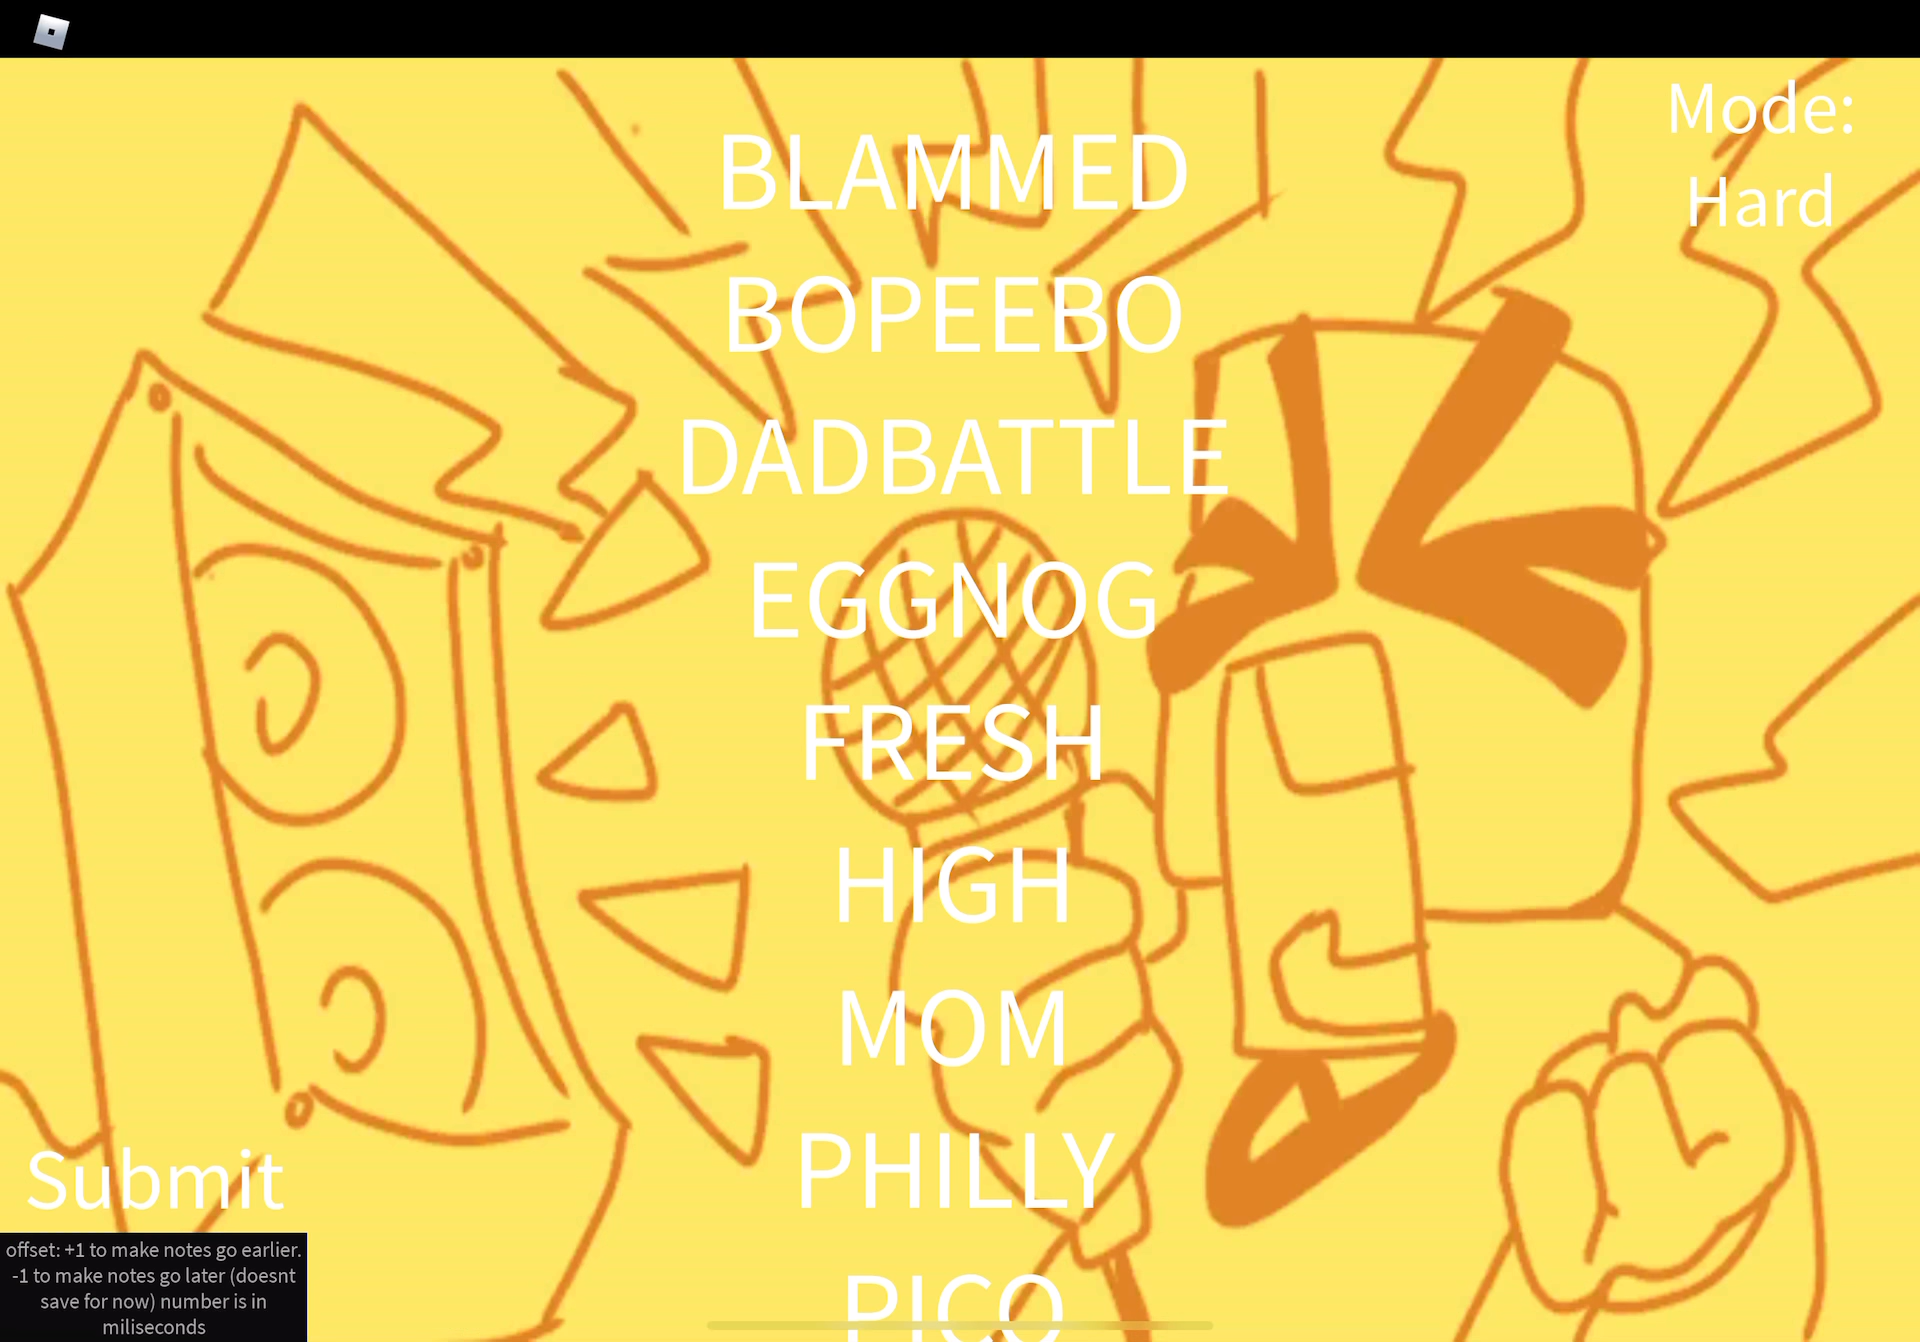 Mode:
Hard
BLAMMED
BOPEEBO
DADBATTLE
EGGNOG
FRESH
HIGH
MOM
PHILLY
PICO
Submit
offset: +1 to make notes go earlier.
-1 to make notes go later (doesnt
save for now) number is in
miliseconds